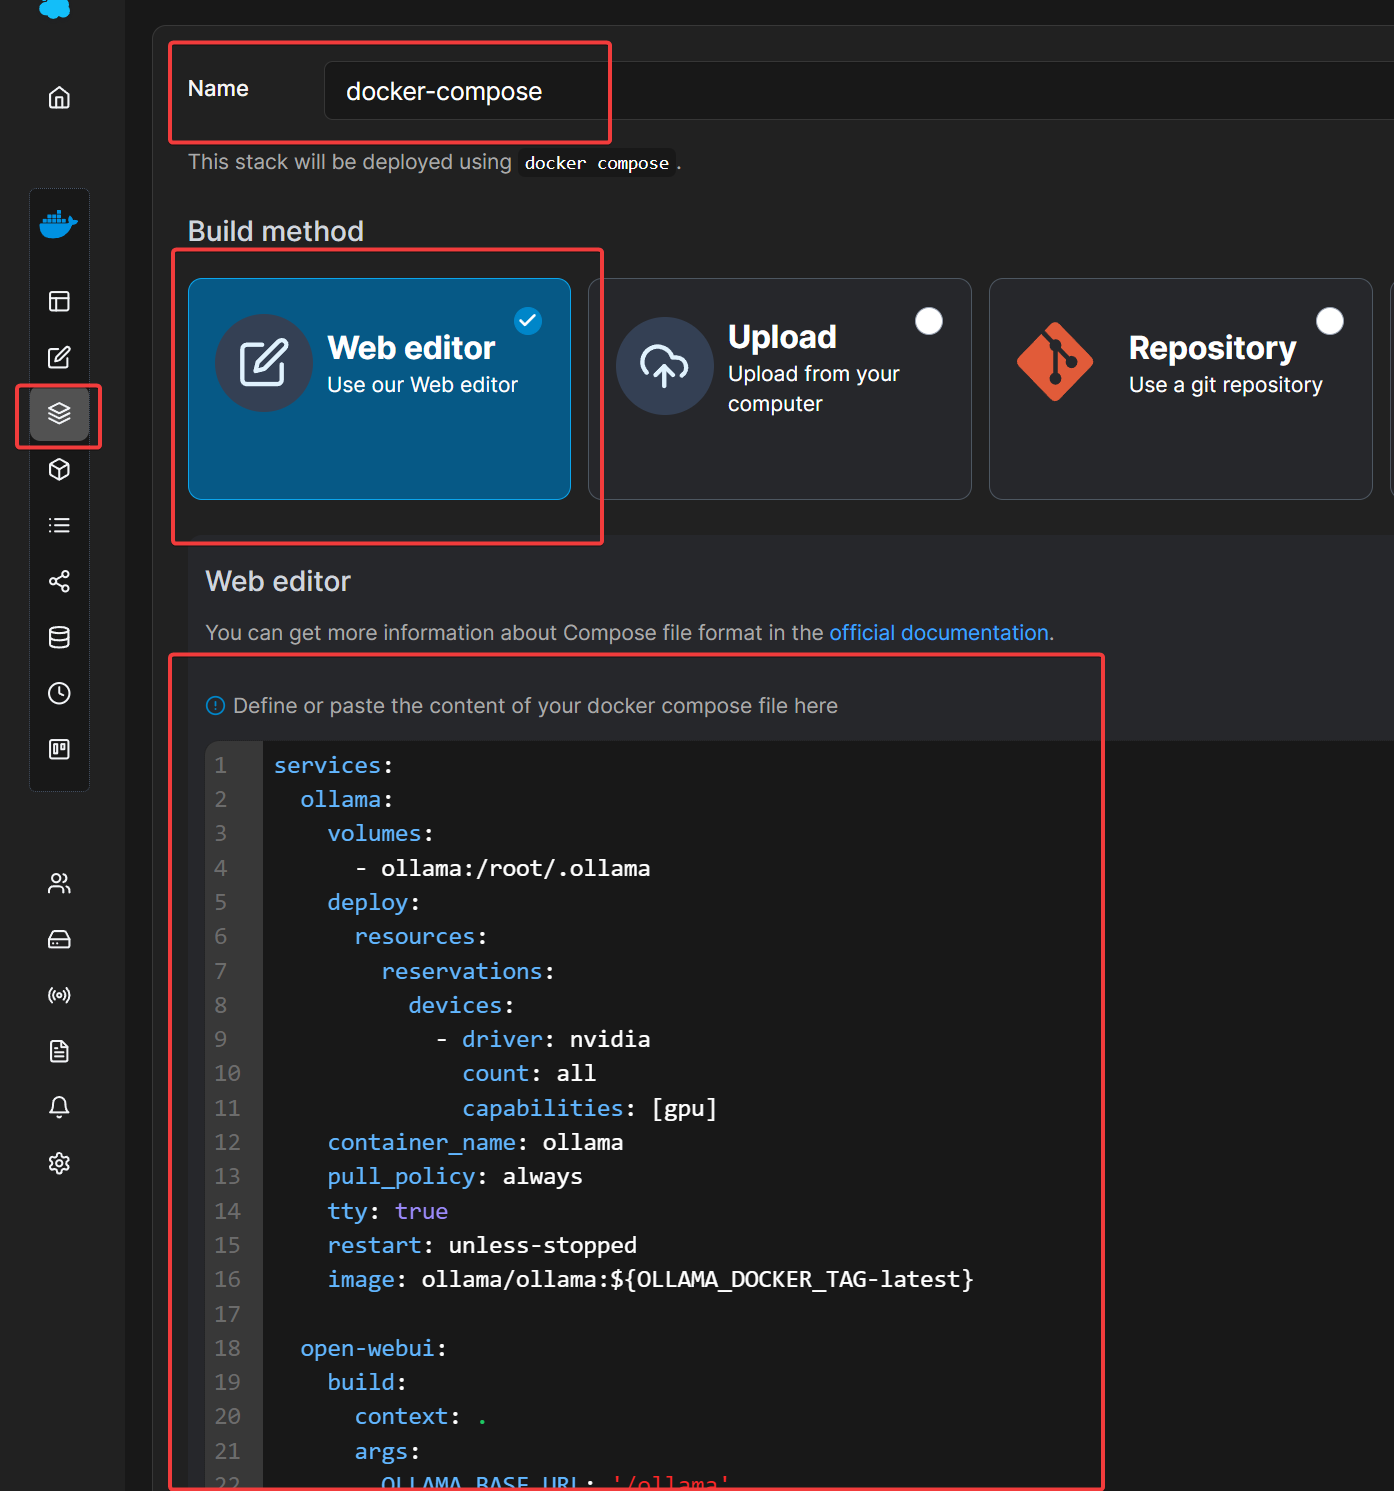 Name
docker-compose
This stack will be deployed using docker compose.
Build method
Web editor
Use our Web editor
Upload
Upload from your
computer
Repository
Use a git repository
Web editor
You can get more information about Compose file format in the official documentation.
Define or paste the content of your docker compose file here
1 services:
2   ollama:
3     volumes:
4       - ollama:/root/.ollama
5     deploy:
6       resources:
7         reservations:
8           devices:
9             - driver: nvidia
10               count: all
11               capabilities: [gpu]
12     container_name: ollama
13     pull_policy: always
14     tty: true
15     restart: unless-stopped
16     image: ollama/ollama:${OLLAMA_DOCKER_TAG-latest}
17
18   open-webui:
19     build:
20       context: .
21       args:
22         OLLAMA_BASE_URL: '/ollama'